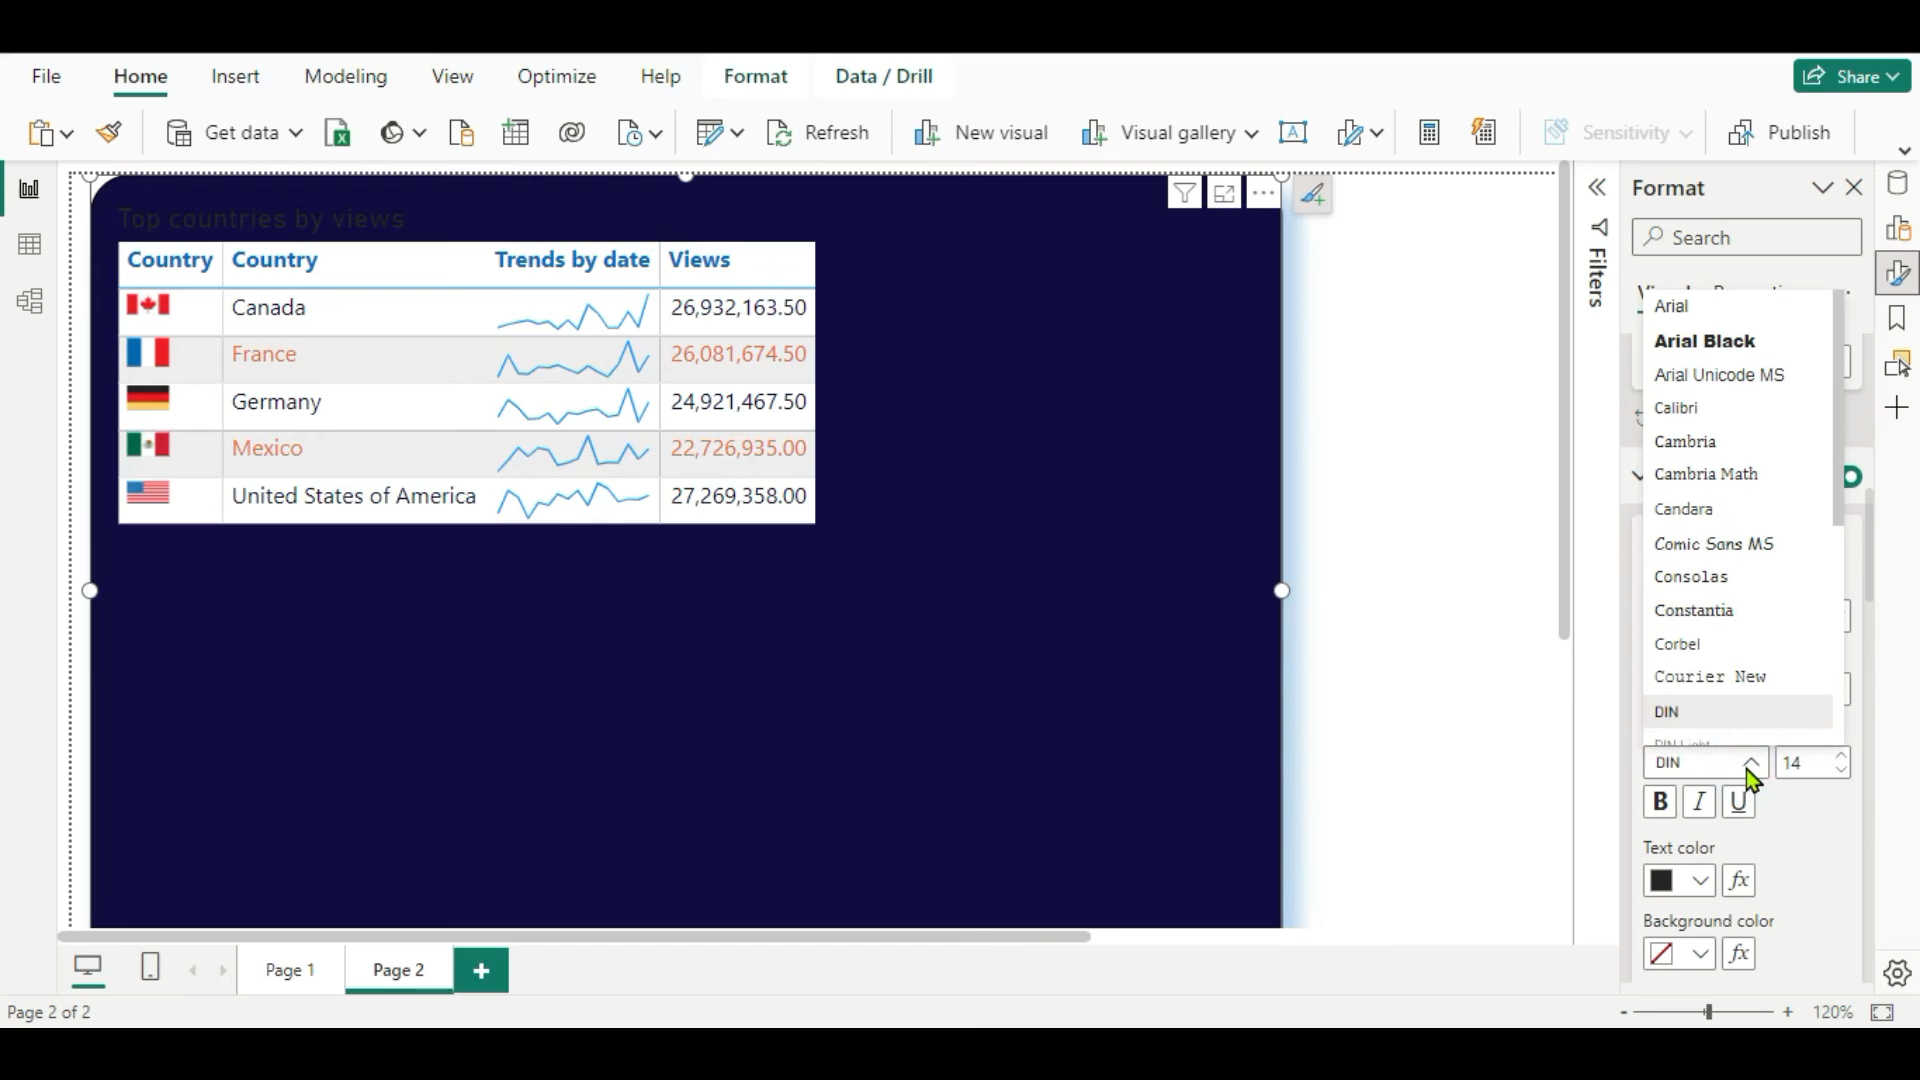 File Home Insert Modeling View Optimize Help Format Data / Drill Share
Get data Refresh New visual Visual gallery Sensitivity Publish
Top countries by views
Country Country Trends by date Views
Canada 26,932,163.50
France 26,081,674.50
Germany 24,921,467.50
Mexico 22,726,935.00
United States of America 27,269,358.00
Filters
Format
Search
Arial
Arial Black
Arial Unicode MS
Calibri
Cambria
Cambria Math
Candara
Comic Sans MS
Consolas
Constantia
Corbel
Courier New
DIN
DIN Light
DIN 14
B I U
Text color
fx
Background color
fx
Page 1 Page 2 +
Page 2 of 2
- + 120%